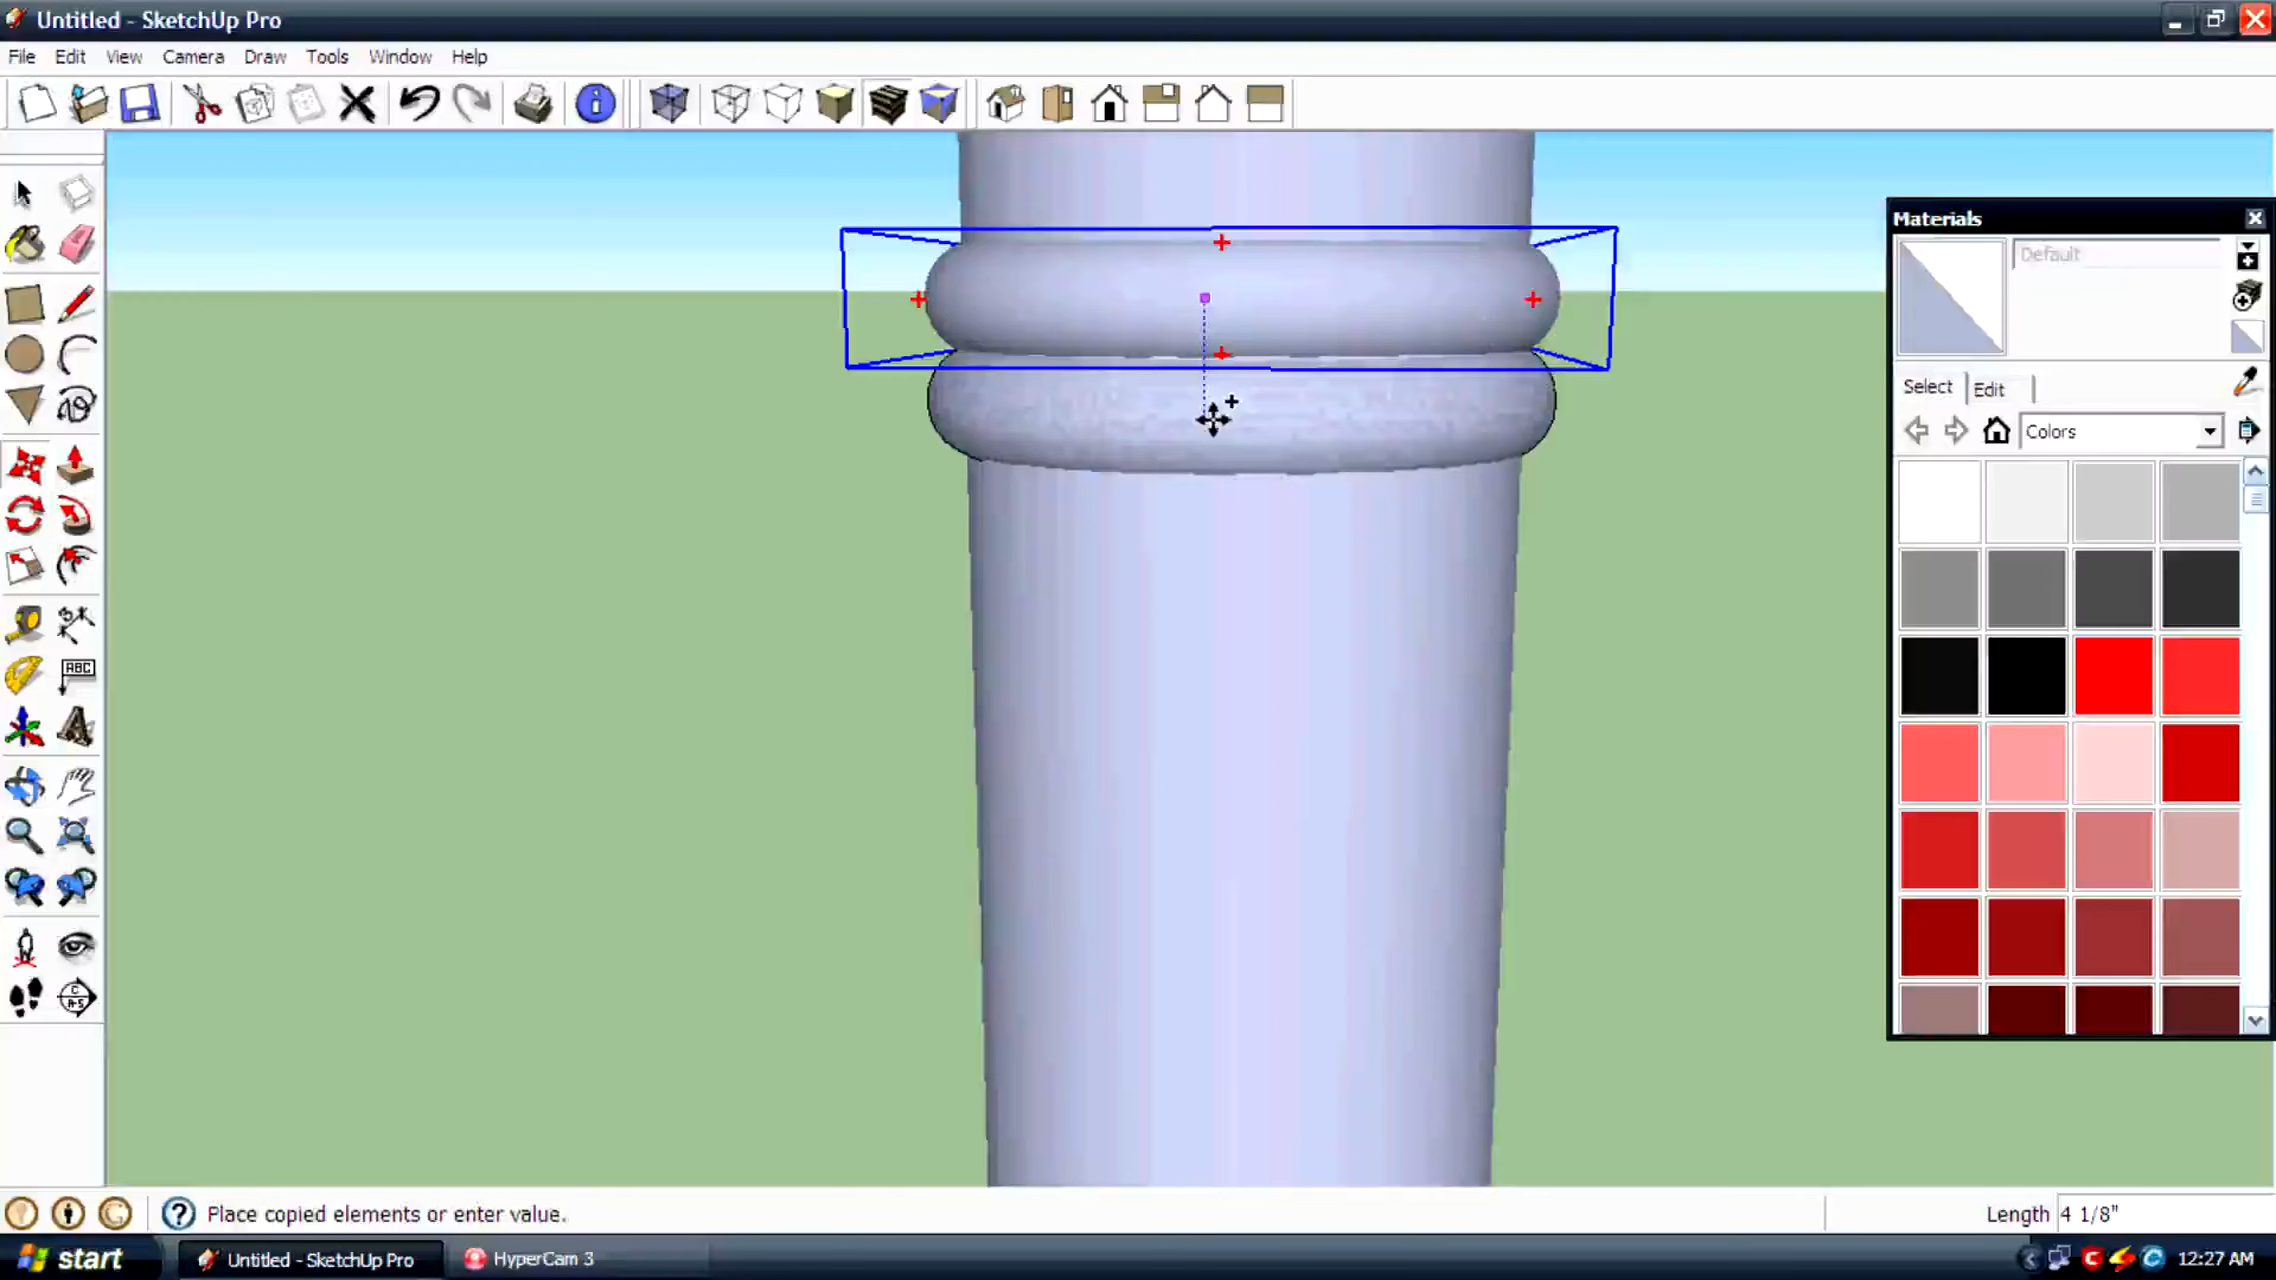 Untitled - SketchUp Pro
File Edit View Camera Draw Tools Window Help
Materials
Default
Select Edit
Colors
ABC
C
A-S
Place copied elements or enter value.
Length 4 1/8"
start Untitled - SketchUp Pro HyperCam 3 12:27 AM